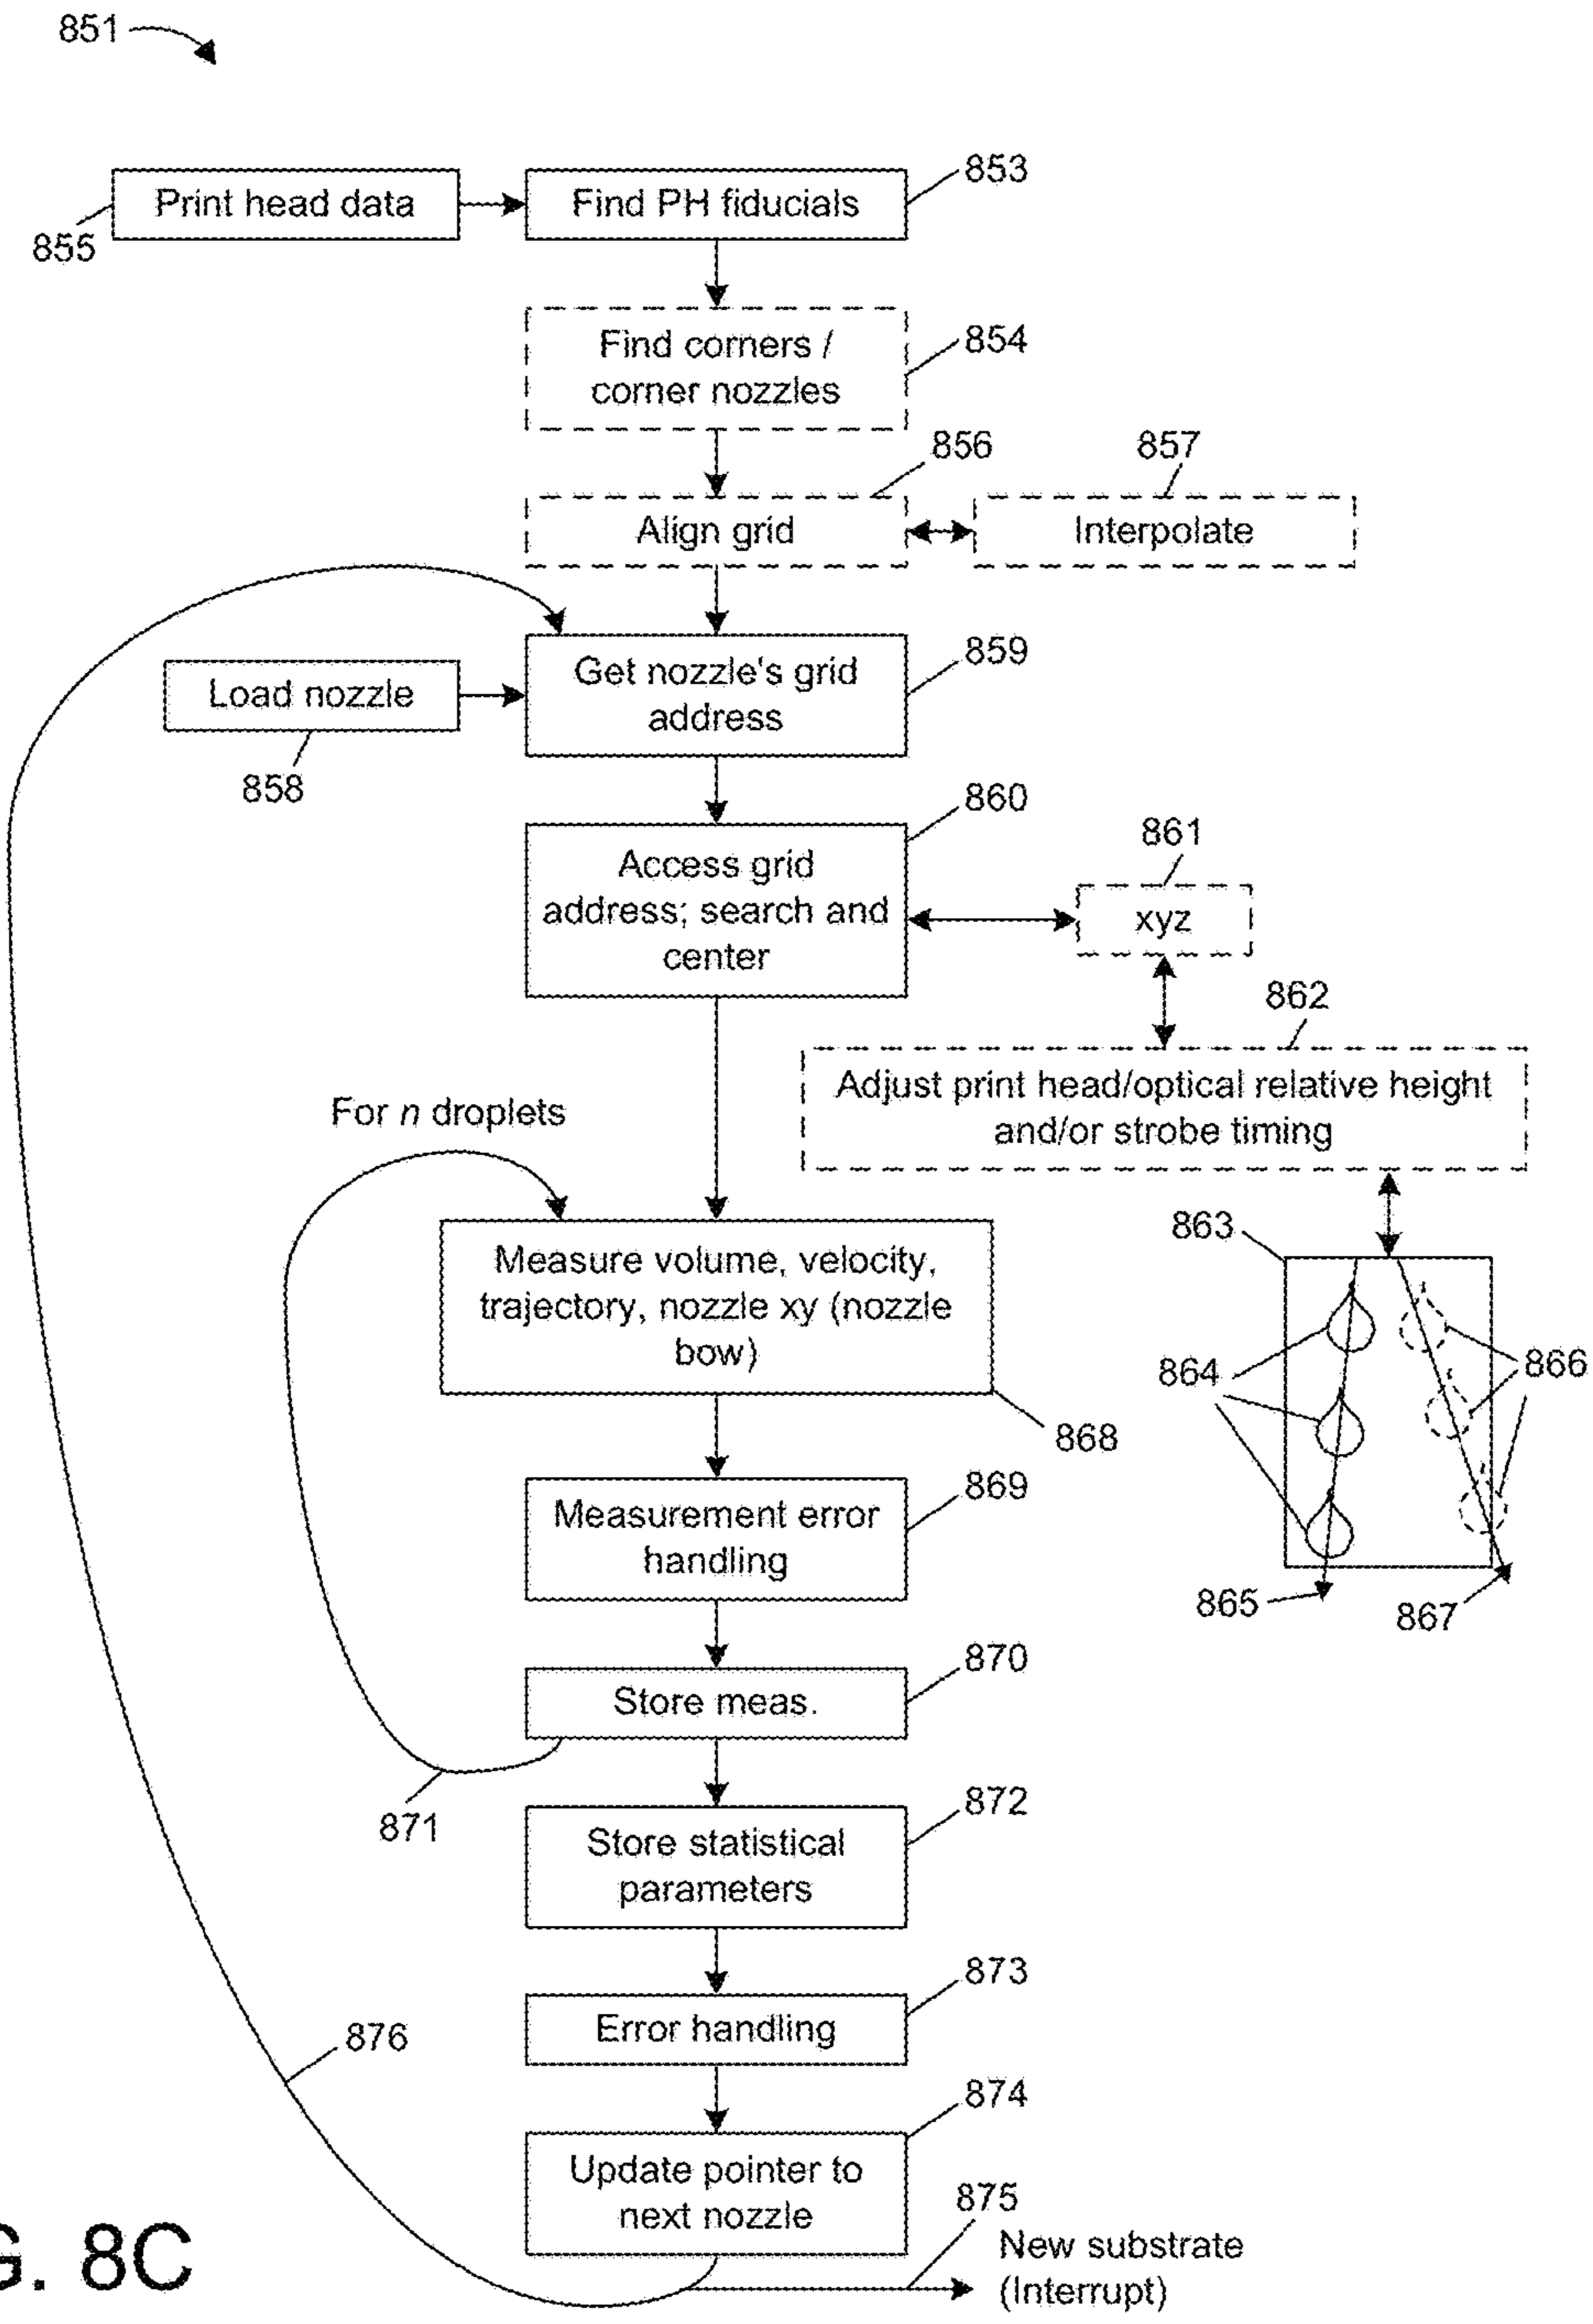 851
853
Print head data
Find PH fiducials
855
854
Find corners /
corner nozzles
856
857
Align grid
Interpolate
859
Get nozzle's grid
address
Load nozzle
858
860
Access grid
address; search and
center
861
xyz
862
Adjust print head/optical relative height
and/or strobe timing
For n droplets
863
Measure volume, velocity,
trajectory, nozzle xy (nozzle
bow)
864
866
868
869
Measurement error
handling
865
867
870
Store meas.
871
872
Store statistical
parameters
873
Error handling
876
874
Update pointer to
next nozzle
875
New substrate
(Interrupt)
G. 8C